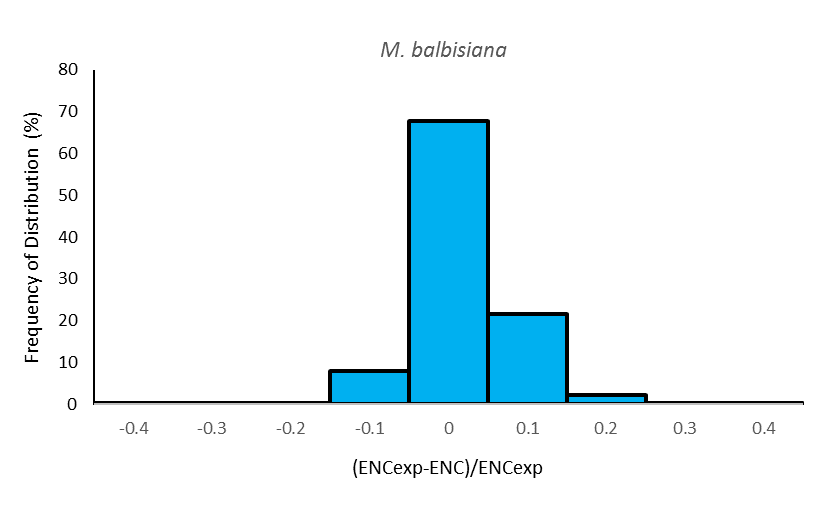 M. balbisiana
Frequency of Distribution (%)
80
70
60
50
40
30
20
10
0
-0.4 -0.3 -0.2 -0.1 0 0.1 0.2 0.3 0.4
(ENCexp-ENC)/ENCexp